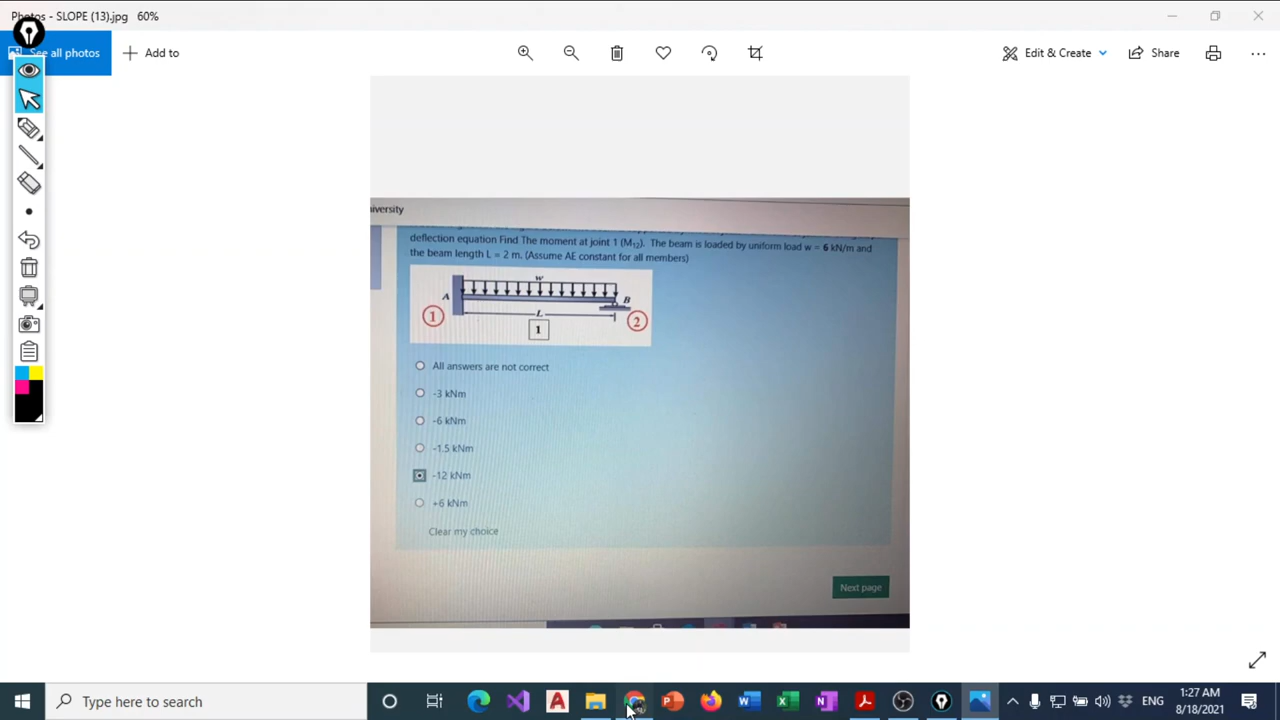 Photos - SLOPE (13).jpg 60%
See all photos
Add to
Edit & Create
Share
iversity
deflection equation Find The moment at joint 1 (M12). The beam is loaded by uniform load w = 6 kN/m and
the beam length L = 2 m. (Assume AE constant for all members)
w
A
B
1
L
2
1
All answers are not correct
-3 kNm
-6 kNm
-1.5 kNm
-12 kNm
+6 kNm
Clear my choice
Next page
Type here to search
ENG
1:27 AM
8/18/2021